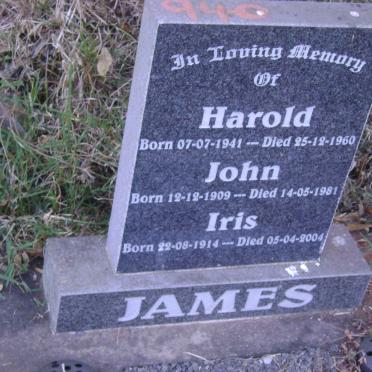 940
In Loving Memory
Of
Harold
Born 07-07-1941 --- Died 25-12-1960
John
Born 12-12-1909 --- Died 14-05-1981
Iris
Born 22-08-1914 --- Died 05-04-2004
JAMES